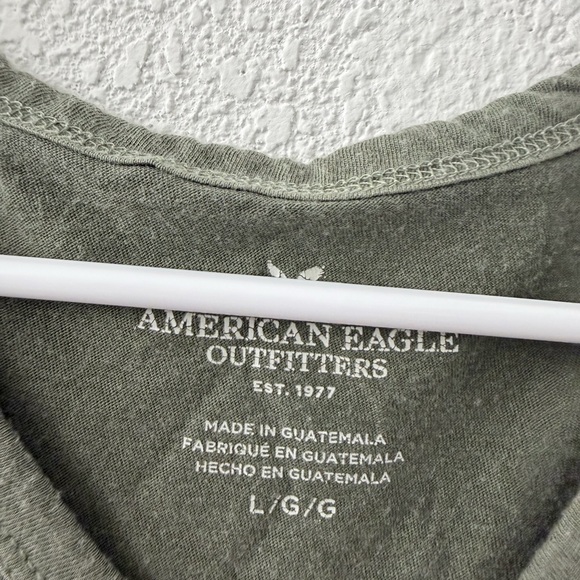 AMERICAN EAGLE
OUTFITTERS
EST. 1977
MADE IN GUATEMALA
FABRIQUÉ EN GUATEMALA
HECHO EN GUATEMALA
L/G/G